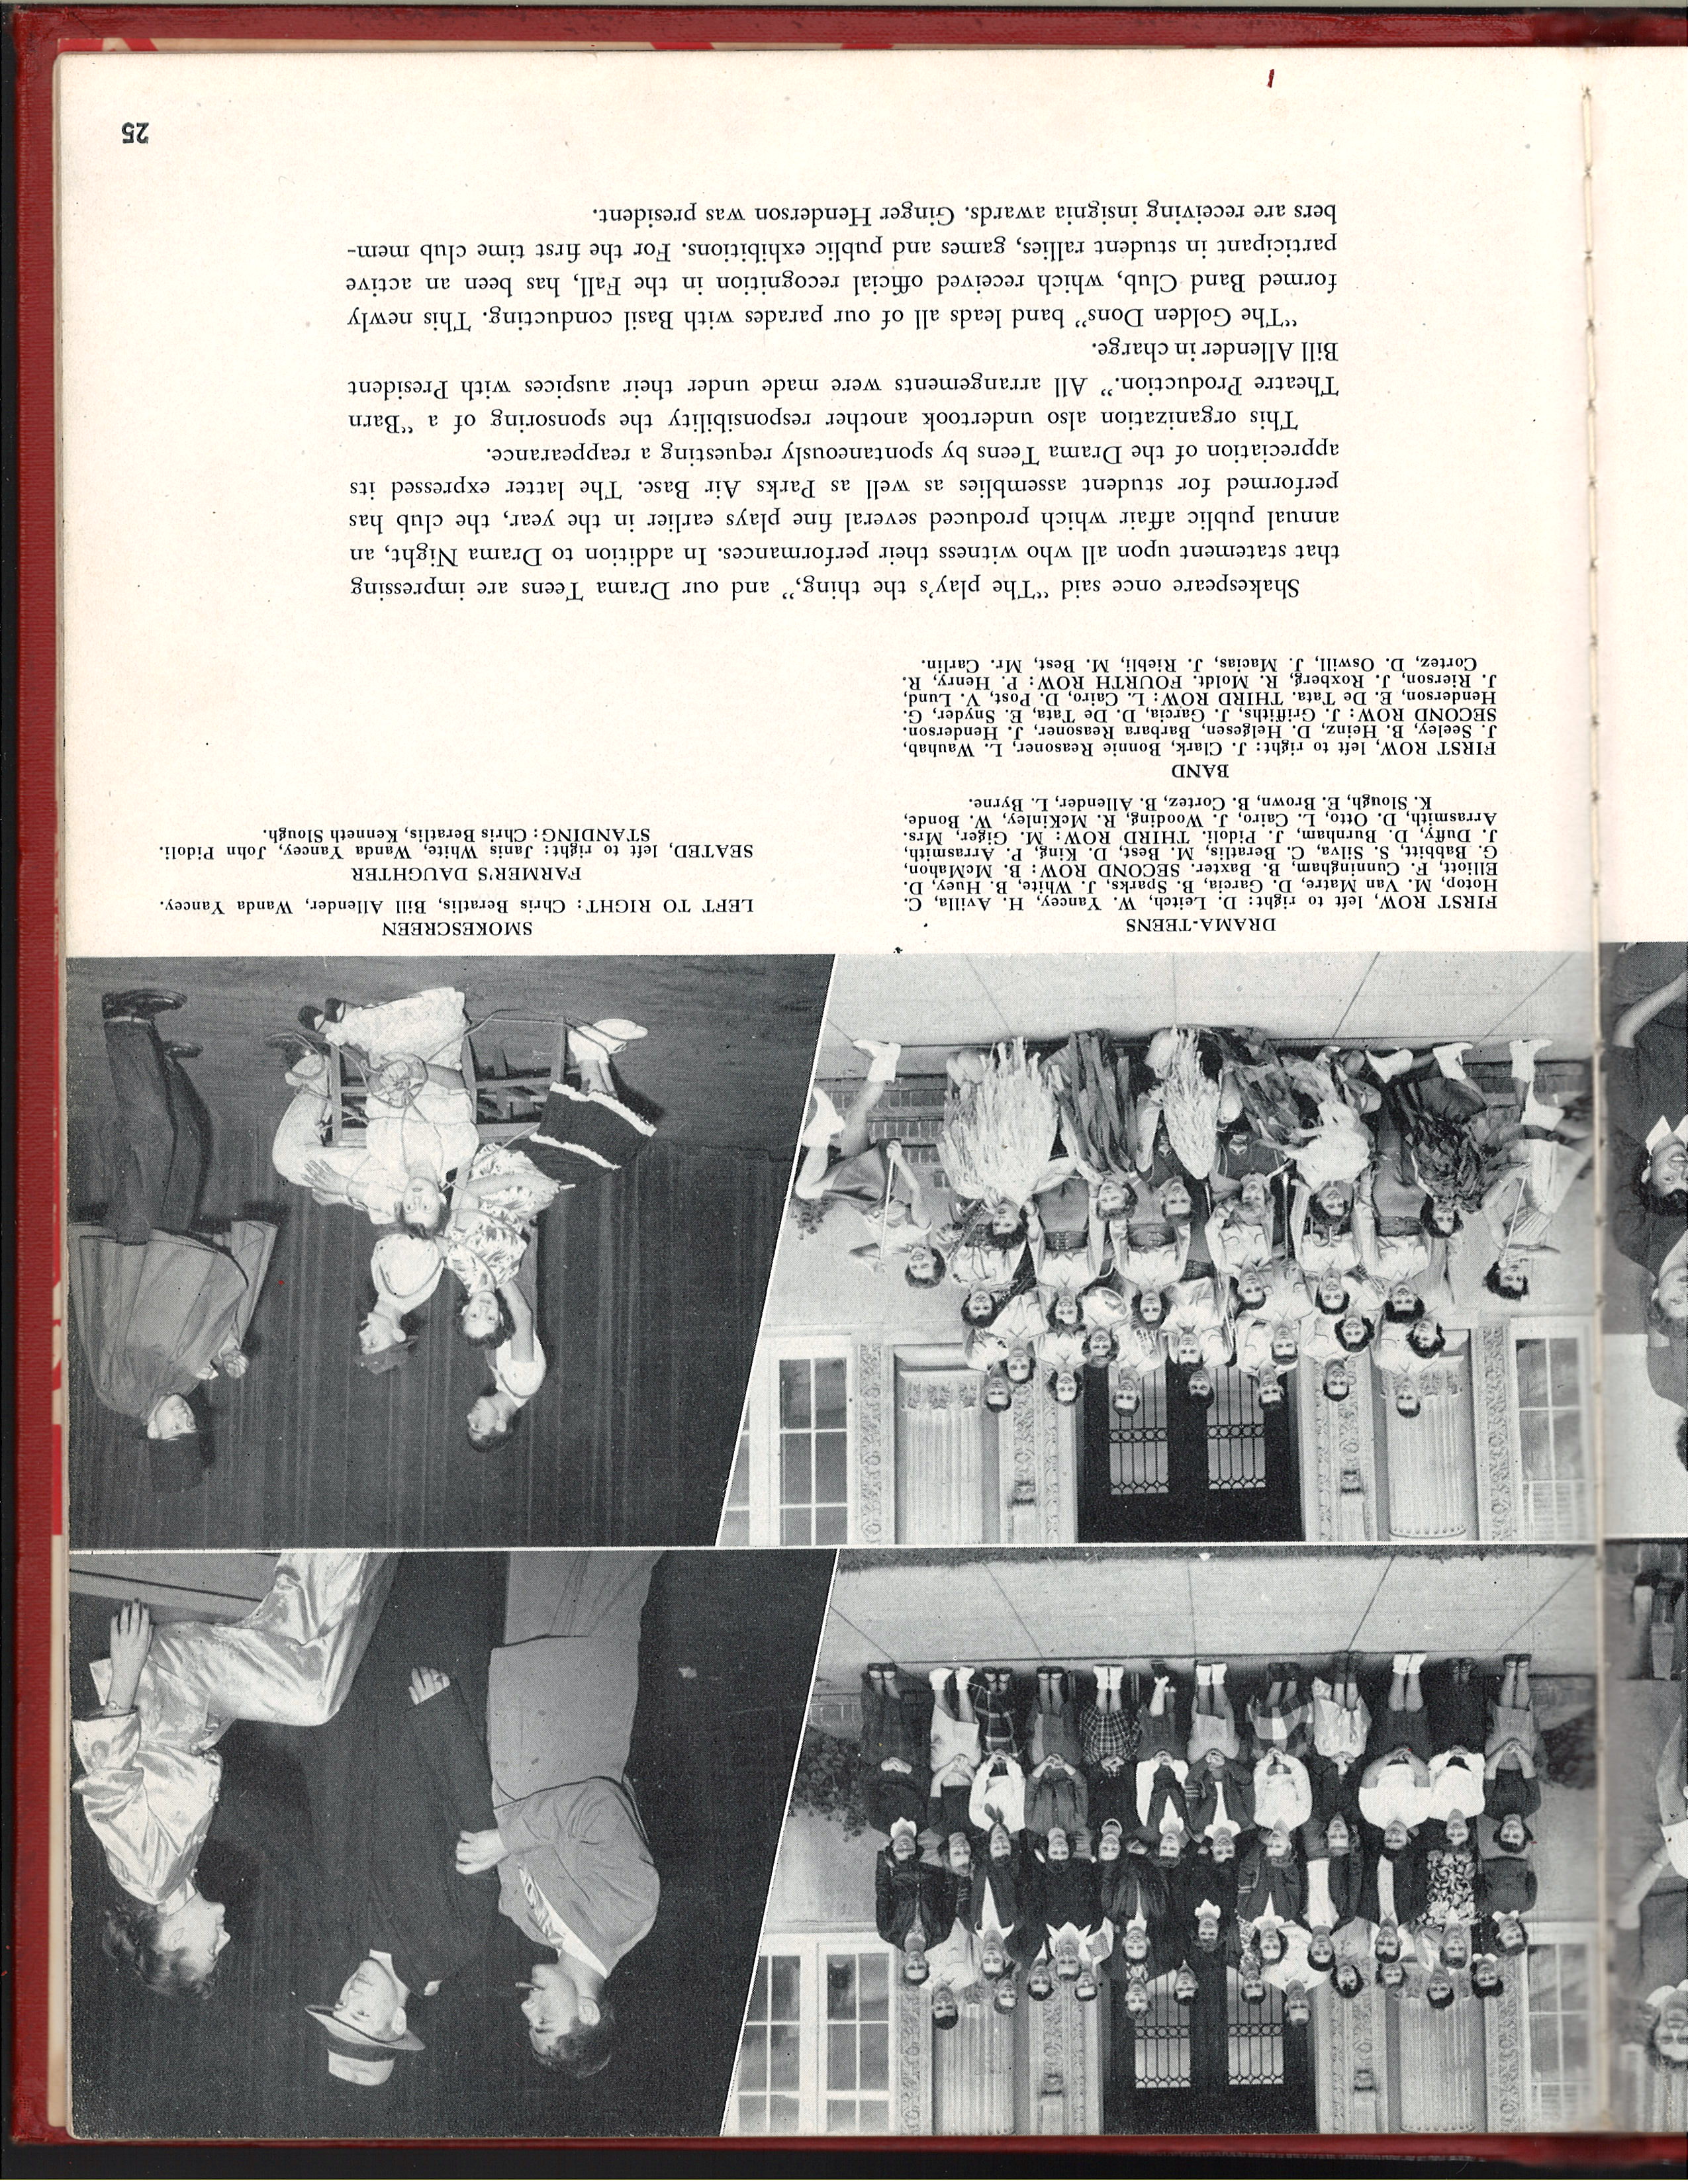 DRAMA-TEENS
FIRST ROW, left to right: D. Leitch, W. Yancey, H. Avilla, C.
Hotop, M. Van Matre, D. Garcia, B. Sparks, J. White, B. Huey, D.
Elliott, F. Cunningham, B. Baxter. SECOND ROW: B. McMahon,
G. Babbitt, S. Silva, C. Beratlis, M. Best, D. King, P. Arrasmith,
J. Duffy, D. Burnham, J. Pidoli. THIRD ROW: M. Giger, Mrs.
Arrasmith, D. Otto, L. Cairo, J. Wooding, R. McKinley, W. Bonde,
K. Slough, E. Brown, B. Cortez, B. Allender, L. Byrne.
BAND
FIRST ROW, left to right: J. Clark, Bonnie Reasoner, L. Wauhab,
J. Seeley, B. Heinz, D. Helgesen, Barbara Reasoner, J. Henderson.
SECOND ROW: J. Griffiths, J. Garcia, D. De Tata, E. Snyder, G.
Henderson, E. De Tata. THIRD ROW: L. Cairo, D. Post, V. Lund,
J. Rierson, J. Roxberg, R. Moldt. FOURTH ROW: P. Henry, R.
Cortez, D. Oswill, J. Macias, J. Riebli, M. Best, Mr. Carlin.
SMOKESCREEN
LEFT TO RIGHT: Chris Beratlis, Bill Allender, Wanda Yancey.
FARMER'S DAUGHTER
SEATED, left to right: Janis White, Wanda Yancey, John Pidoli.
STANDING: Chris Beratlis, Kenneth Slough.
Shakespeare once said “The play's the thing,” and our Drama Teens are impressing
that statement upon all who witness their performances. In addition to Drama Night, an
annual public affair which produced several fine plays earlier in the year, the club has
performed for student assemblies as well as Parks Air Base. The latter expressed its
appreciation of the Drama Teens by spontaneously requesting a reappearance.
This organization also undertook another responsibility the sponsoring of a “Barn
Theatre Production.” All arrangements were made under their auspices with President
Bill Allender in charge.
“The Golden Dons” band leads all of our parades with Basil conducting. This newly
formed Band Club, which received official recognition in the Fall, has been an active
participant in student rallies, games and public exhibitions. For the first time club mem-
bers are receiving insignia awards. Ginger Henderson was president.
25